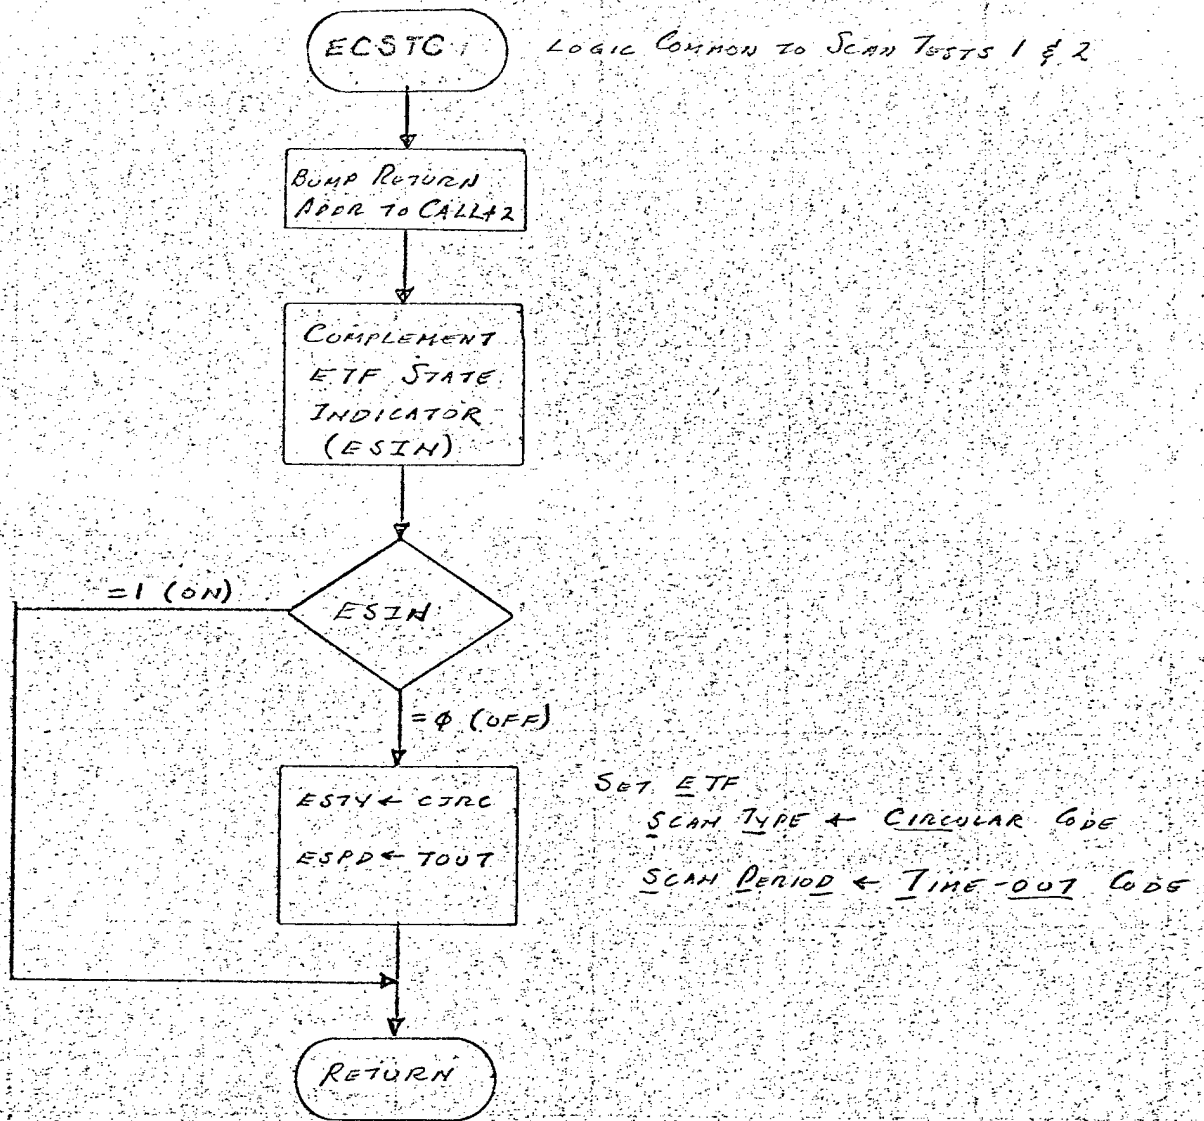 ECSTC
LOGIC COMMON TO SCAN TESTS 1 & 2
BUMP RETURN
ADDR TO CALL+2
COMPLEMENT
ETF STATE
INDICATOR
(ESIN)
=1 (ON)
ESIN
=φ (OFF)
ESTY ← CIRC
ESPD ← TOUT
SET ETF
SCAN TYPE ← CIRCULAR CODE
SCAN PERIOD ← TIME-OUT CODE
RETURN